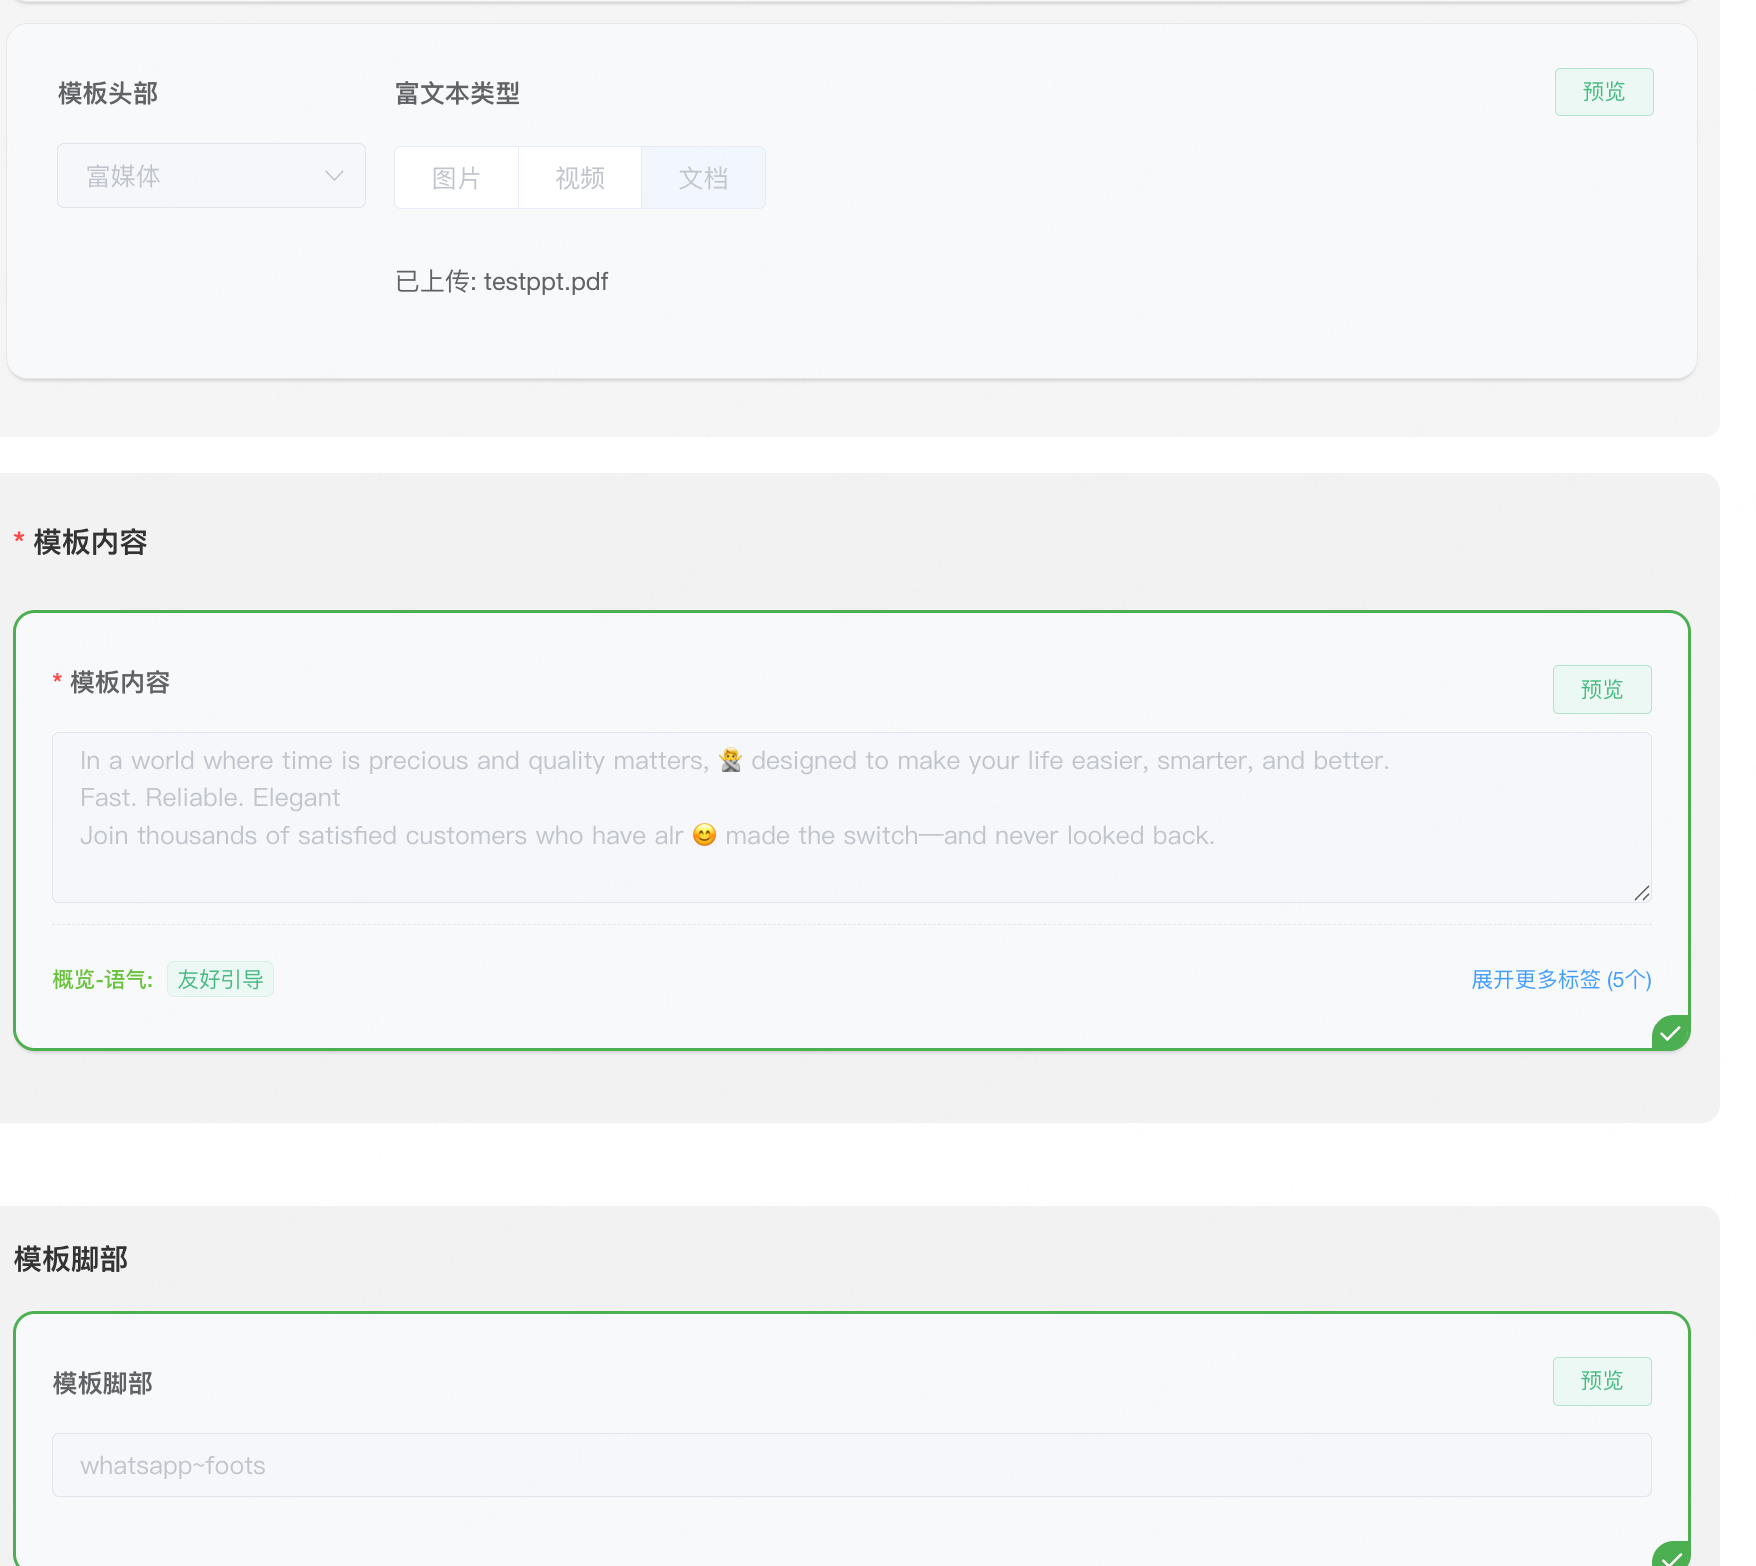 模板头部
富文本类型
预览
富媒体
图片
视频
文档
已上传: testppt.pdf
* 模板内容
* 模板内容
预览
In a world where time is precious and quality matters, 🙅 designed to make your life easier, smarter, and better.
Fast. Reliable. Elegant
Join thousands of satisfied customers who have alr 😊 made the switch—and never looked back.
概览-语气:
友好引导
展开更多标签 (5个)
模板脚部
模板脚部
预览
whatsapp~foots